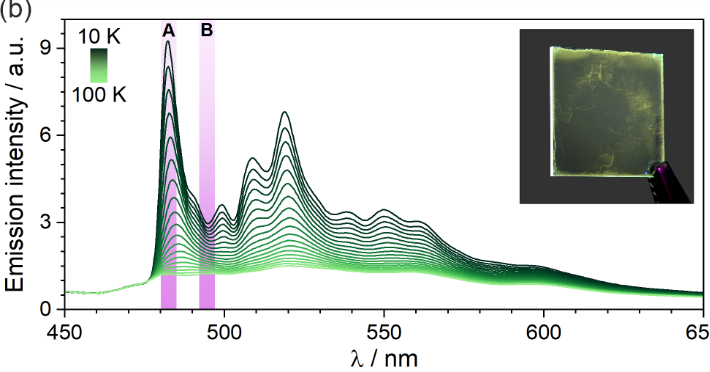 (b)
A B
10 K
100 K
9
6
3
0
Emission intensity / a.u.
450 500 550 600 65
λ / nm